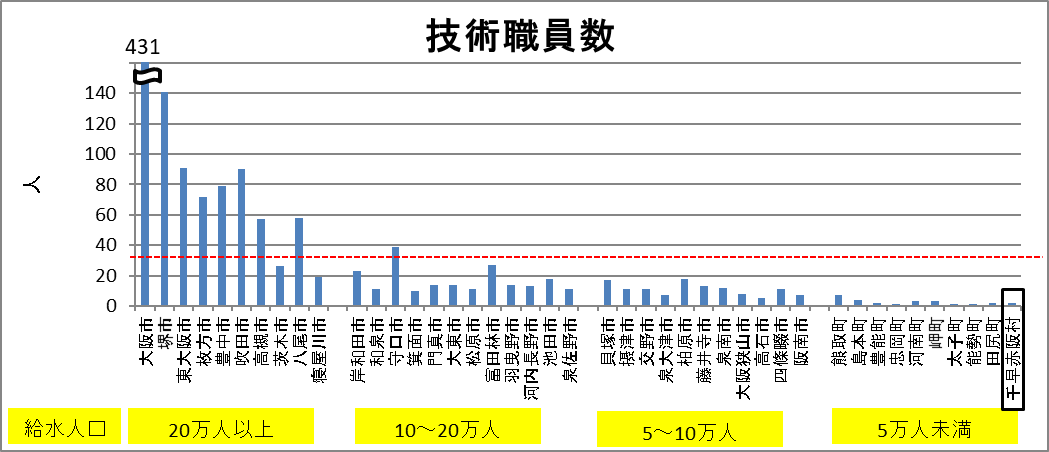 技術職員数
431
人
140
120
100
80
60
40
20
0
大阪市
堺市
東大阪市
枚方市
豊中市
吹田市
高槻市
茨木市
八尾市
寝屋川市
岸和田市
和泉市
守口市
箕面市
門真市
大東市
松原市
富田林市
羽曳野市
河内長野市
池田市
泉佐野市
貝塚市
摂津市
交野市
泉大津市
柏原市
藤井寺市
泉南市
大阪狭山市
高石市
四條畷市
阪南市
熊取町
島本町
豊能町
忠岡町
河南町
岬町
太子町
能勢町
田尻町
千早赤阪村
給水人口
20万人以上
10～20万人
5～10万人
5万人未満